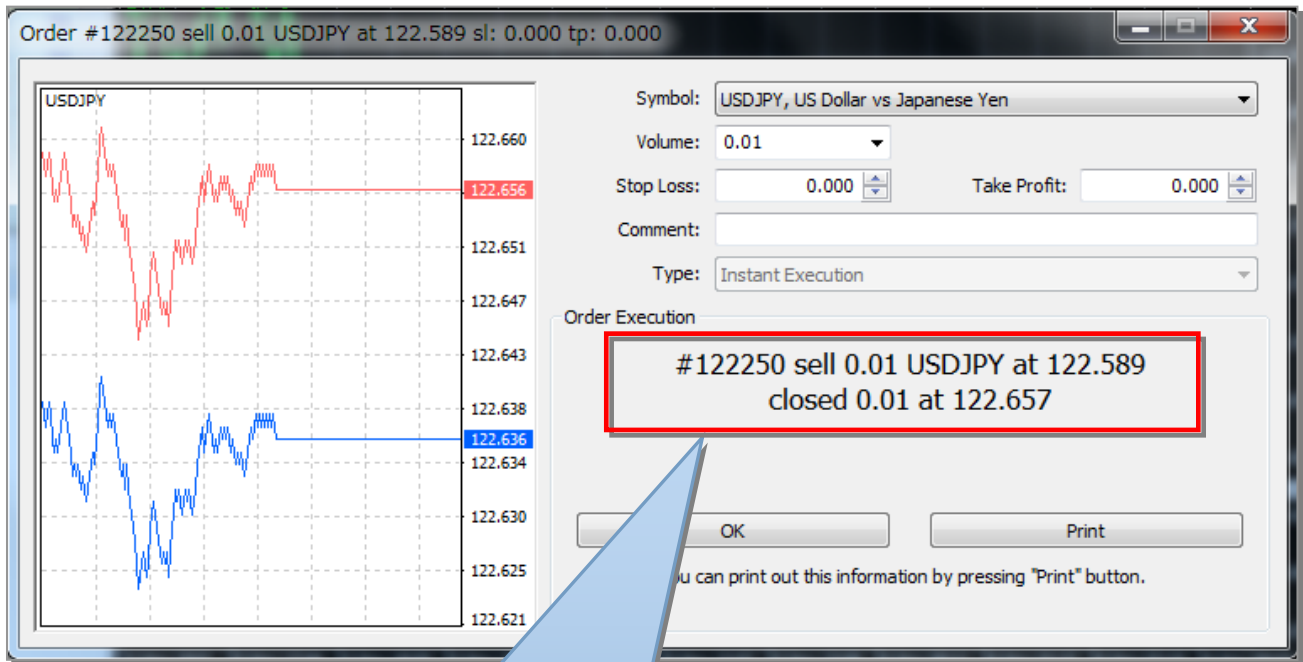 Order #122250 sell 0.01 USDJPY at 122.589 sl: 0.000 tp: 0.000
USDJPY
122.660
122.656
122.651
122.647
122.643
122.638
122.636
122.634
122.630
122.625
122.621
Symbol: USDJPY, US Dollar vs Japanese Yen
Volume: 0.01
Stop Loss: 0.000 Take Profit: 0.000
Comment:
Type: Instant Execution
Order Execution
#122250 sell 0.01 USDJPY at 122.589
closed 0.01 at 122.657
OK Print
can print out this information by pressing "Print" button.